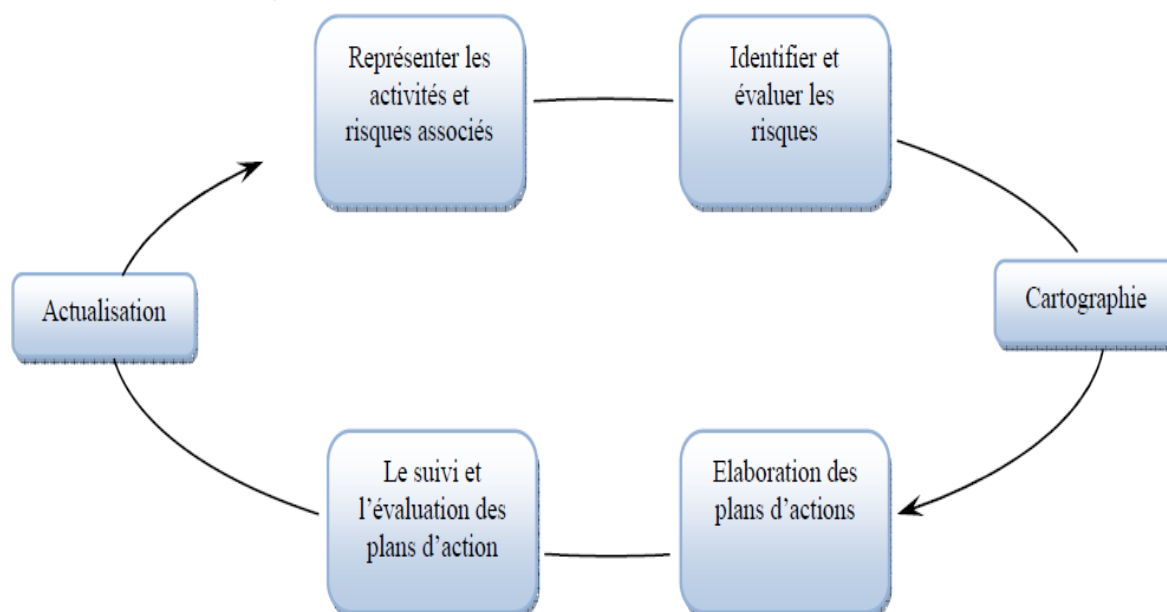 Représenter les
activités et
risques associés
Identifier et
évaluer les
risques
Actualisation
Cartographie
Le suivi et
l’évaluation des
plans d’action
Elaboration des
plans d’actions